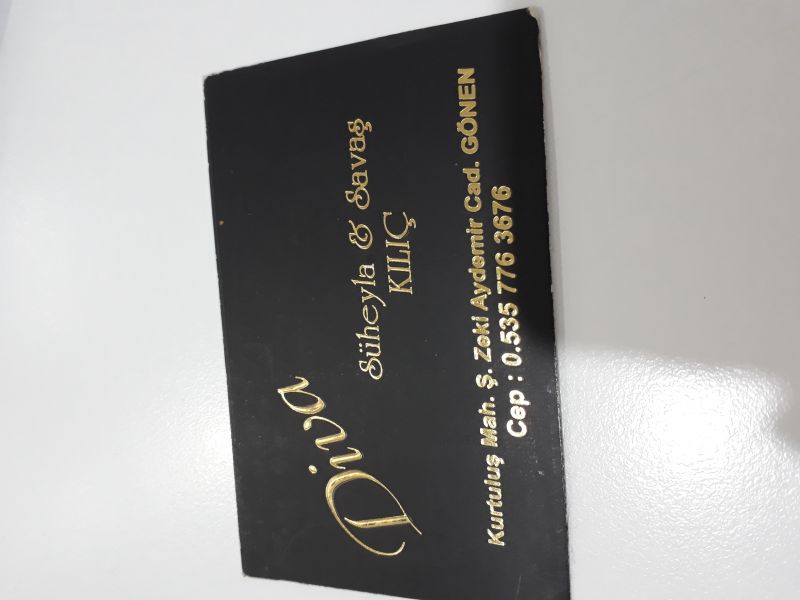 Diva
Süheyla & Savaş
KILIÇ
Kurtuluş Mah. Ş. Zeki Aydemir Cad. GÖNEN
Cep : 0.535 776 3676